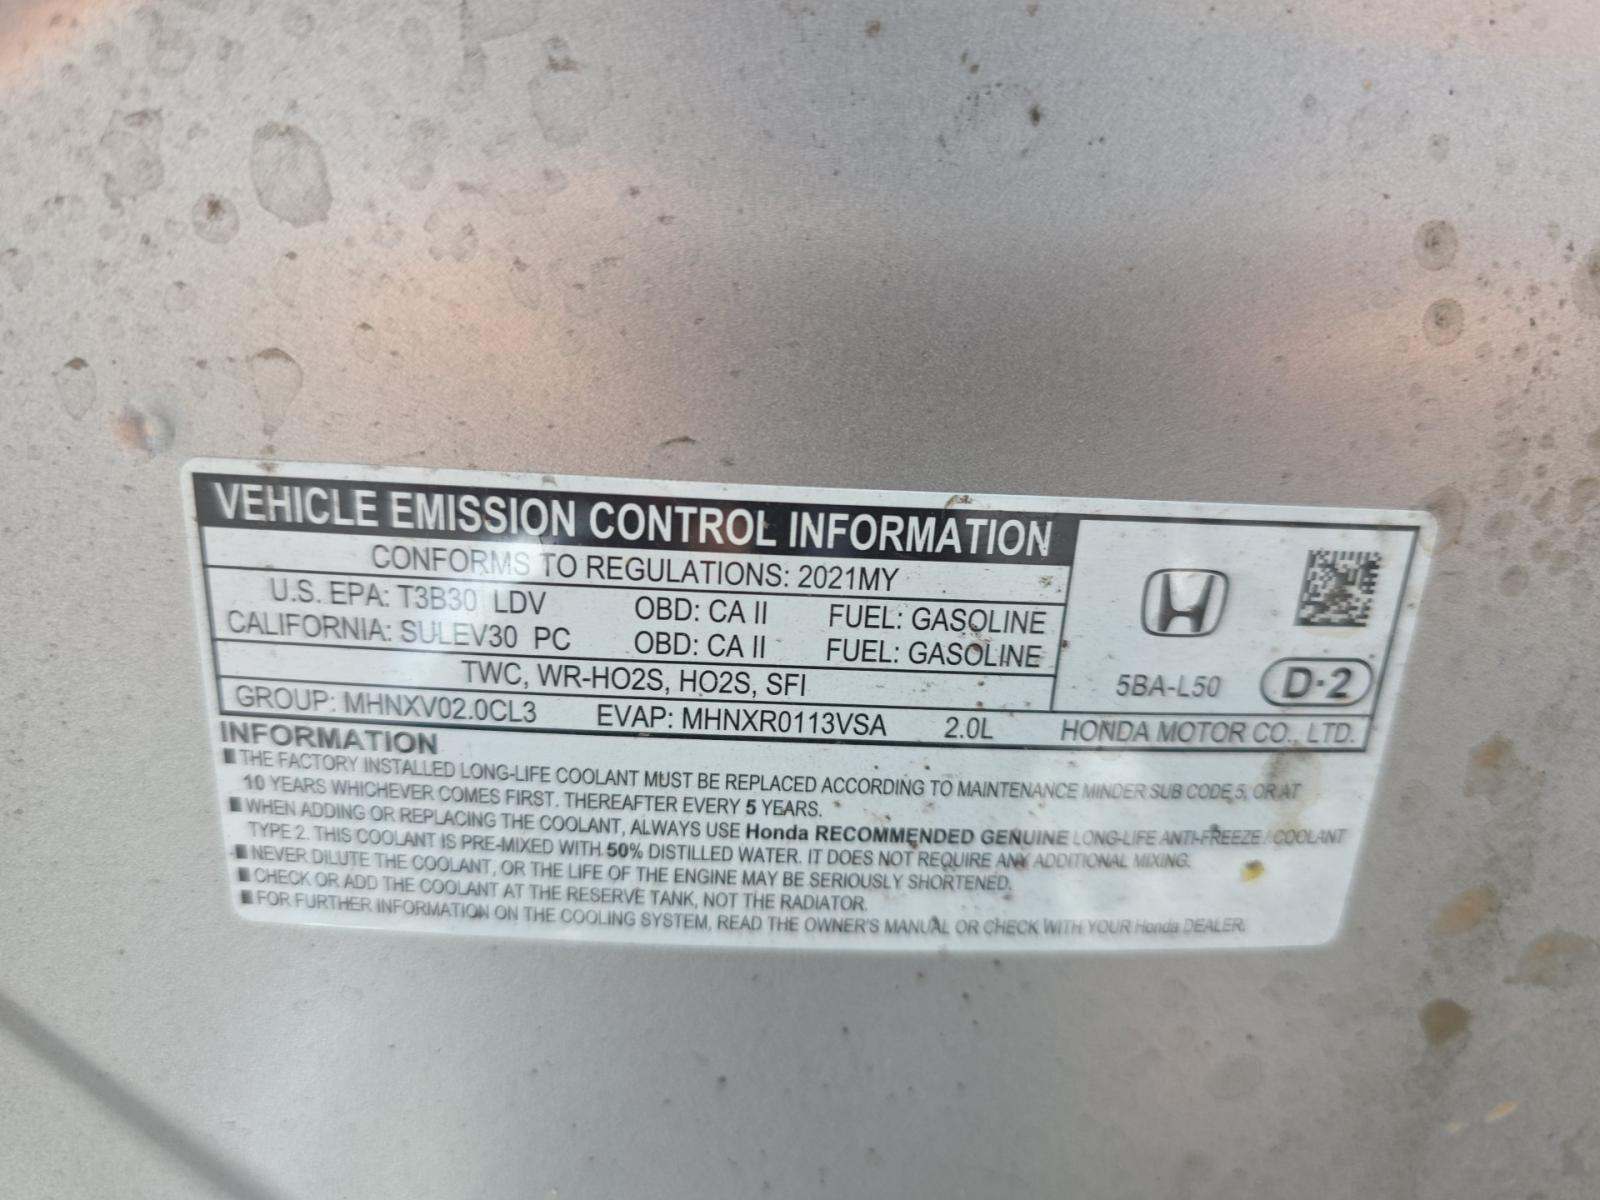 VEHICLE EMISSION CONTROL INFORMATION
CONFORMS TO REGULATIONS: 2021MY
U.S. EPA: T3B30 LDV OBD: CA II FUEL: GASOLINE
CALIFORNIA: SULEV30 PC OBD: CA II FUEL: GASOLINE
TWC, WR-HO2S, HO2S, SFI
5BA-L50 D-2
GROUP: MHNXV02.0CL3 EVAP: MHNXR0113VSA 2.0L HONDA MOTOR CO., LTD.
INFORMATION
■ THE FACTORY INSTALLED LONG-LIFE COOLANT MUST BE REPLACED ACCORDING TO MAINTENANCE MINDER SUB CODE 5, OR AT
10 YEARS WHICHEVER COMES FIRST. THEREAFTER EVERY 5 YEARS.
■ WHEN ADDING OR REPLACING THE COOLANT, ALWAYS USE Honda RECOMMENDED GENUINE LONG-LIFE ANTI-FREEZE / COOLANT
TYPE 2. THIS COOLANT IS PRE-MIXED WITH 50% DISTILLED WATER. IT DOES NOT REQUIRE ANY ADDITIONAL MIXING.
■ NEVER DILUTE THE COOLANT, OR THE LIFE OF THE ENGINE MAY BE SERIOUSLY SHORTENED.
■ CHECK OR ADD THE COOLANT AT THE RESERVE TANK, NOT THE RADIATOR.
■ FOR FURTHER INFORMATION ON THE COOLING SYSTEM, READ THE OWNER'S MANUAL OR CHECK WITH YOUR Honda DEALER.